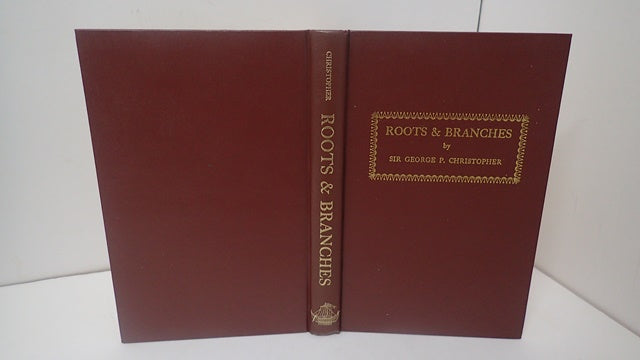 CHRISTOPHER
ROOTS & BRANCHES
ROOTS & BRANCHES
by
SIR GEORGE P. CHRISTOPHER